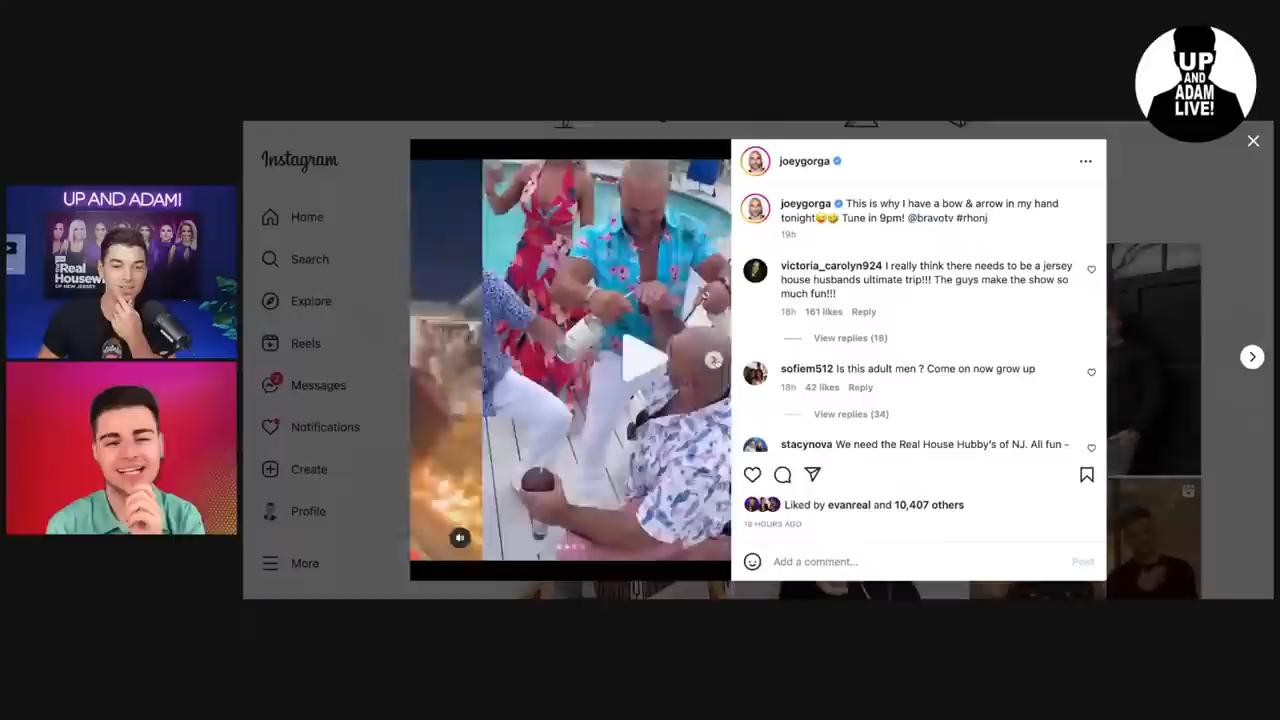 UP
AND
ADAM
LIVE!
Instagram
Home
Search
Explore
Reels
2
Messages
Notifications
Create
Profile
More
UP AND ADAM!
Real
Housew
OF NEW JERSEY
joeygorga
joeygorga This is why I have a bow & arrow in my hand
tonight😜🤣 Tune in 9pm! @bravotv #rhonj
19h
victoria_carolyn924 I really think there needs to be a jersey
house husbands ultimate trip!!! The guys make the show so
much fun!!!
18h 161 likes Reply
View replies (18)
sofiem512 Is this adult men ? Come on now grow up
18h 42 likes Reply
View replies (34)
stacynova We need the Real House Hubby's of NJ. All fun -
Liked by evanreal and 10,407 others
19 HOURS AGO
Add a comment...
Post